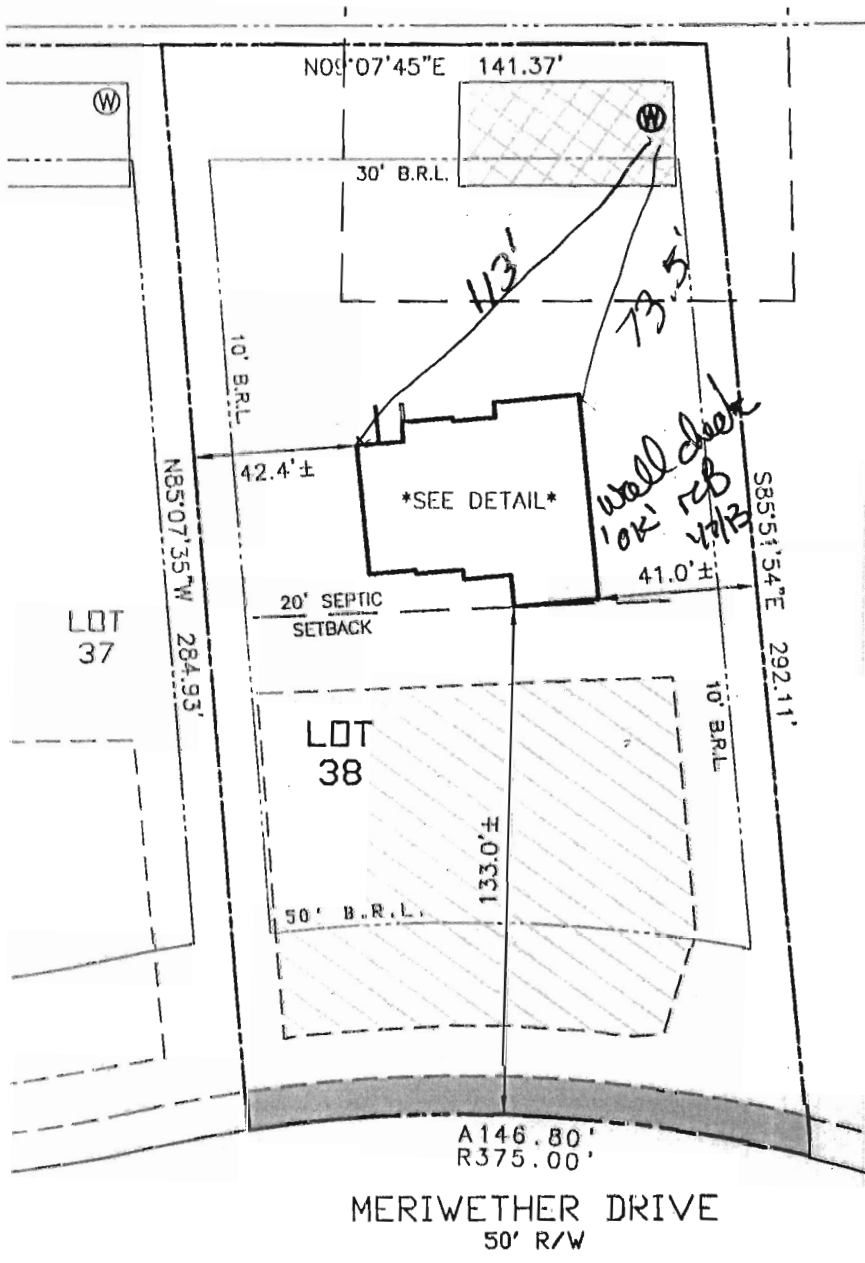 N09°07'45"E 141.37'
W
W
30' B.R.L.
113'
73.5'
10' B.R.L
42.4'±
*SEE DETAIL*
wall check
'OK'
N85°07'35"W 284.93'
S85°51'54"E 292.11'
41.0'±
20' SEPTIC
SETBACK
LOT
37
LOT
38
10' B.R.L
133.0'±
50' B.R.L.
A146.80'
R375.00'
MERIWETHER DRIVE
50' R/W